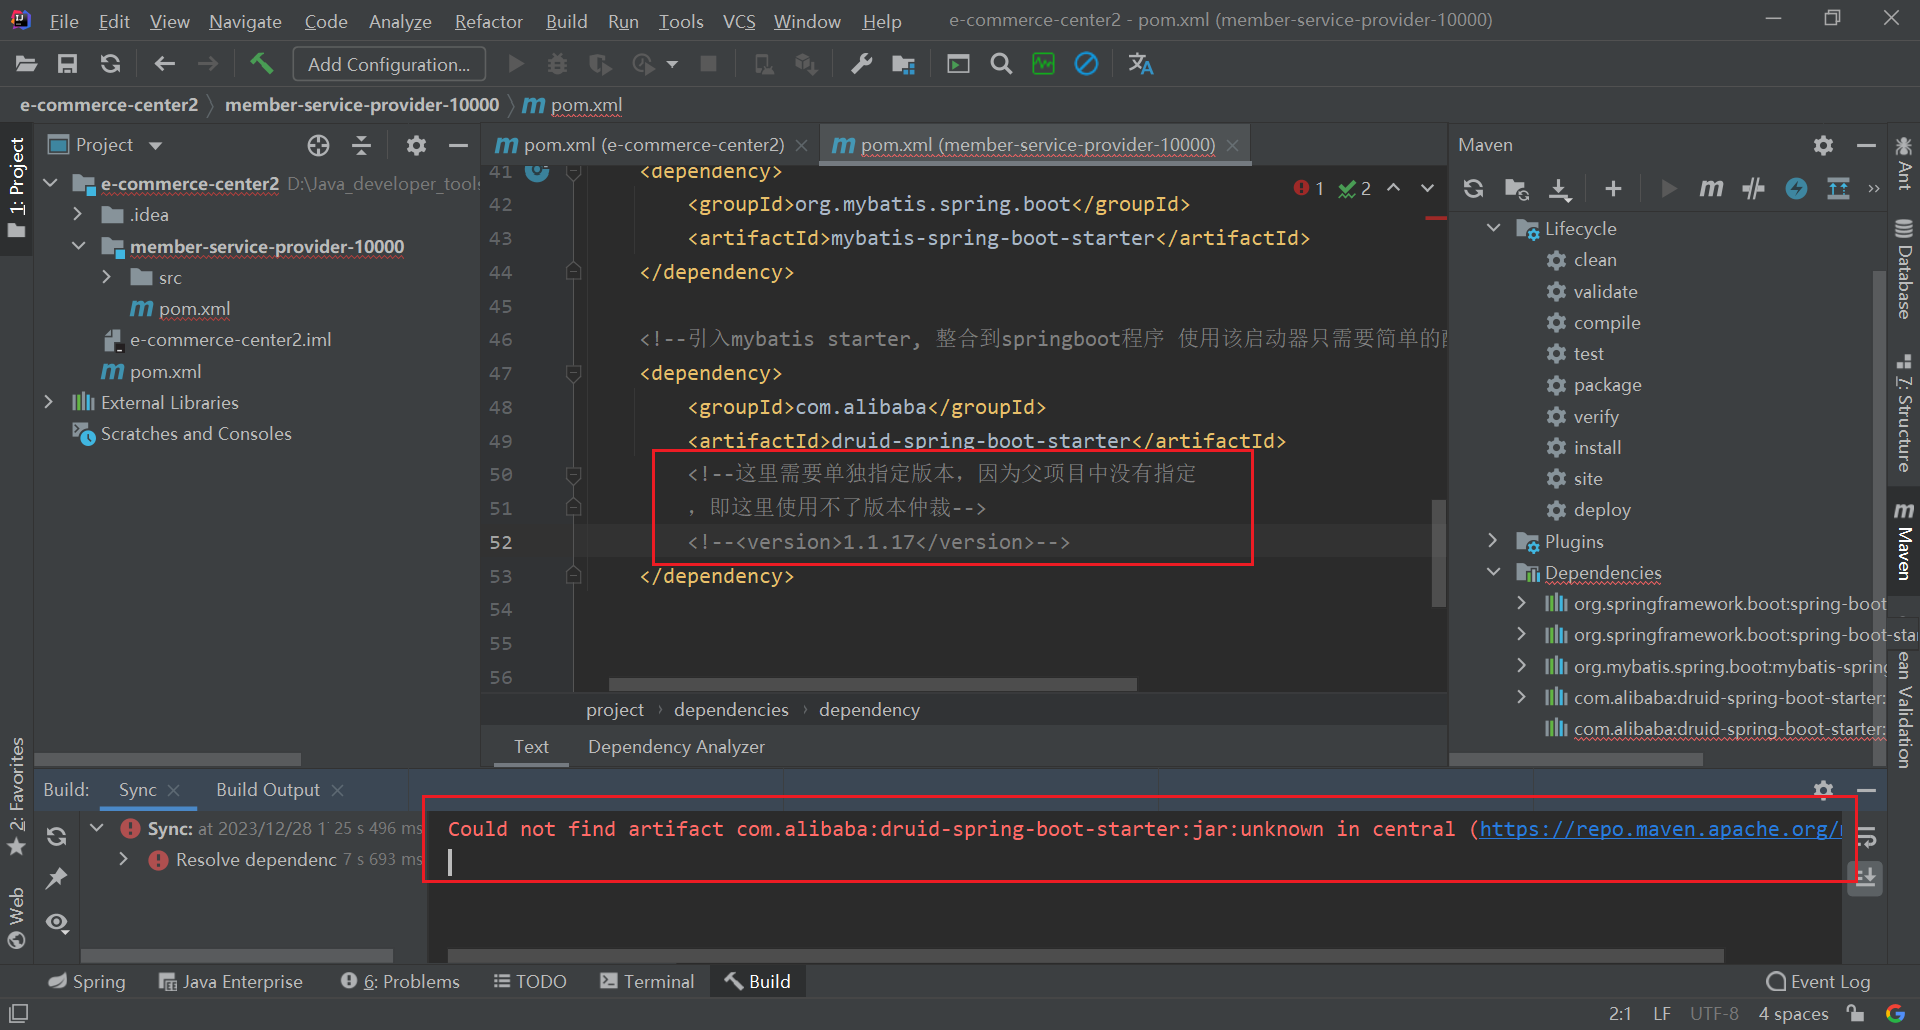 File Edit View Navigate Code Analyze Refactor Build Run Tools VCS Window Help e-commerce-center2 - pom.xml (member-service-provider-10000)
Add Configuration...
e-commerce-center2 member-service-provider-10000 pom.xml
1: Project
2: Favorites
Web
Project
e-commerce-center2 D:\Java_developer_tools
.idea
member-service-provider-10000
src
pom.xml
e-commerce-center2.iml
pom.xml
External Libraries
Scratches and Consoles
pom.xml (e-commerce-center2)
pom.xml (member-service-provider-10000)
1 2
41 <dependency>
42 <groupId>org.mybatis.spring.boot</groupId>
43 <artifactId>mybatis-spring-boot-starter</artifactId>
44 </dependency>
45
46 <!--引入mybatis starter, 整合到springboot程序 使用该启动器只需要简单的
47 <dependency>
48 <groupId>com.alibaba</groupId>
49 <artifactId>druid-spring-boot-starter</artifactId>
50 <!--这里需要单独指定版本，因为父项目中没有指定
51 ，即这里使用不了版本仲裁-->
52 <!--<version>1.1.17</version>-->
53 </dependency>
54
55
56
project dependencies dependency
Text Dependency Analyzer
Maven
Lifecycle
clean
validate
compile
test
package
verify
install
site
deploy
Plugins
Dependencies
org.springframework.boot:spring-boot
org.springframework.boot:spring-boot-sta
org.mybatis.spring.boot:mybatis-spring
com.alibaba:druid-spring-boot-starter:
com.alibaba:druid-spring-boot-starter:
Ant
Database
7: Structure
Maven
ean Validation
Build: Sync Build Output
Sync: at 2023/12/28 1 25 s 496 ms
Resolve dependenc 7 s 693 ms
Could not find artifact com.alibaba:druid-spring-boot-starter:jar:unknown in central (https://repo.maven.apache.org/
Spring Java Enterprise 6: Problems TODO Terminal Build Event Log
2:1 LF UTF-8 4 spaces